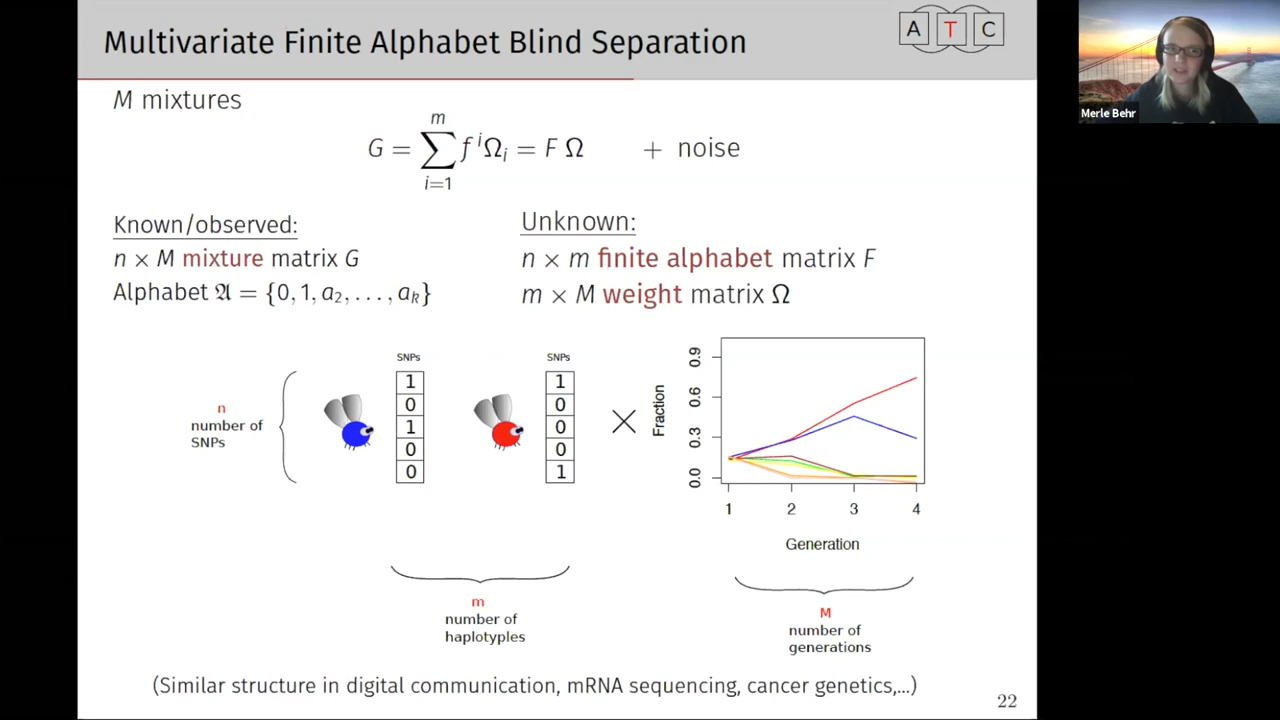 Multivariate Finite Alphabet Blind Separation
A T C
M mixtures
G = ∑_{i=1}^{m} f^i Ω_i = F Ω + noise
Known/observed:
n × M mixture matrix G
Alphabet 𝔄 = {0, 1, a₂, . . . , aₖ}
Unknown:
n × m finite alphabet matrix F
m × M weight matrix Ω
n
number of
SNPs
SNPs
1
0
1
0
0
SNPs
1
0
0
0
1
×
Fraction
0.9
0.6
0.3
0.0
1 2 3 4
Generation
m
number of
haplotyples
M
number of
generations
(Similar structure in digital communication, mRNA sequencing, cancer genetics,...)
22
Merle Behr